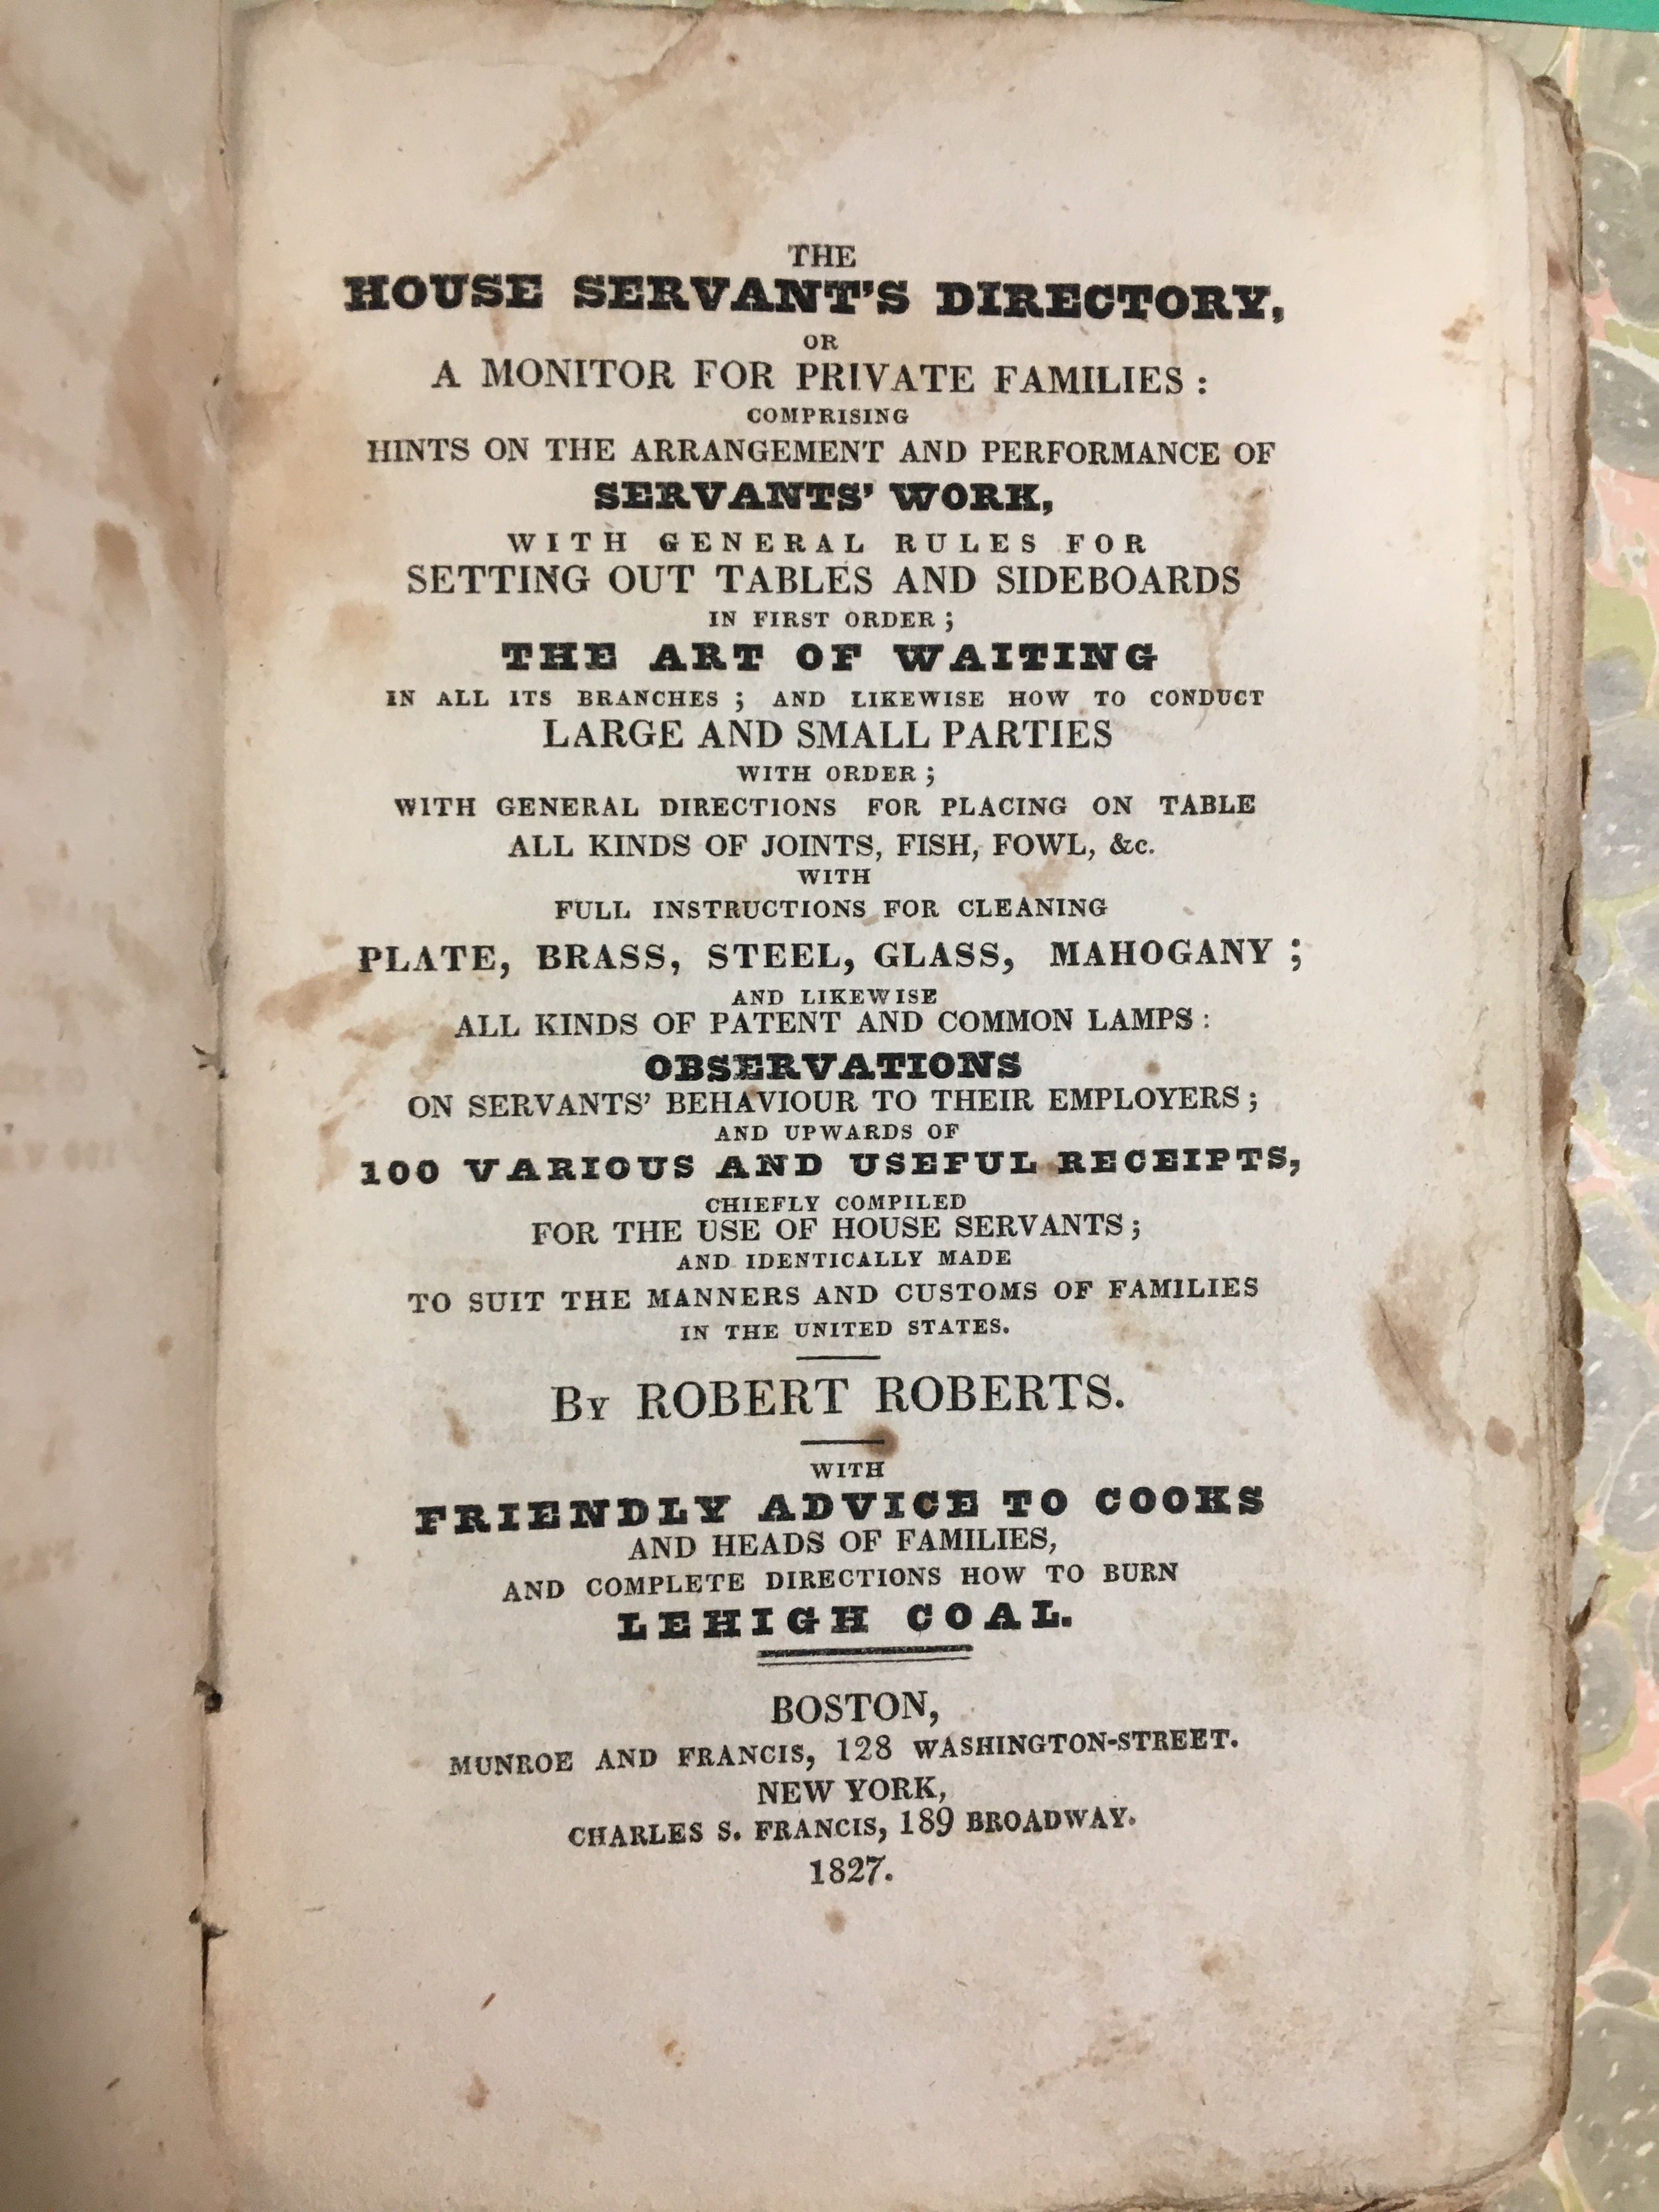 THE
HOUSE SERVANT'S DIRECTORY,
OR
A MONITOR FOR PRIVATE FAMILIES :
COMPRISING
HINTS ON THE ARRANGEMENT AND PERFORMANCE OF
SERVANTS' WORK,
WITH GENERAL RULES FOR
SETTING OUT TABLES AND SIDEBOARDS
IN FIRST ORDER ;
THE ART OF WAITING
IN ALL ITS BRANCHES ; AND LIKEWISE HOW TO CONDUCT
LARGE AND SMALL PARTIES
WITH ORDER ;
WITH GENERAL DIRECTIONS FOR PLACING ON TABLE
ALL KINDS OF JOINTS, FISH, FOWL, &c.
WITH
FULL INSTRUCTIONS FOR CLEANING
PLATE, BRASS, STEEL, GLASS, MAHOGANY ;
AND LIKEWISE
ALL KINDS OF PATENT AND COMMON LAMPS :
OBSERVATIONS
ON SERVANTS' BEHAVIOUR TO THEIR EMPLOYERS ;
AND UPWARDS OF
100 VARIOUS AND USEFUL RECEIPTS,
CHIEFLY COMPILED
FOR THE USE OF HOUSE SERVANTS ;
AND IDENTICALLY MADE
TO SUIT THE MANNERS AND CUSTOMS OF FAMILIES
IN THE UNITED STATES.
By ROBERT ROBERTS.
WITH
FRIENDLY ADVICE TO COOKS
AND HEADS OF FAMILIES,
AND COMPLETE DIRECTIONS HOW TO BURN
LEHIGH COAL.
BOSTON,
MUNROE AND FRANCIS, 128 WASHINGTON-STREET.
NEW YORK,
CHARLES S. FRANCIS, 189 BROADWAY.
1827.